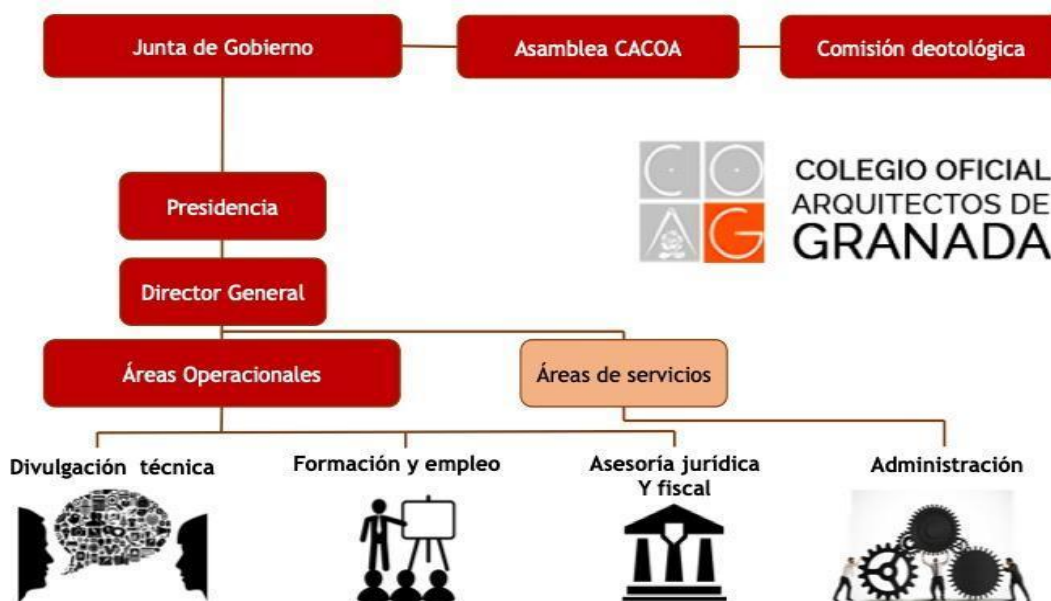 Junta de Gobierno
Asamblea CACOA
Comisión deotológica
COAG
COLEGIO OFICIAL
ARQUITECTOS DE
GRANADA
Presidencia
Director General
Áreas Operacionales
Áreas de servicios
Divulgación técnica
Formación y empleo
Asesoría jurídica
Y fiscal
Administración